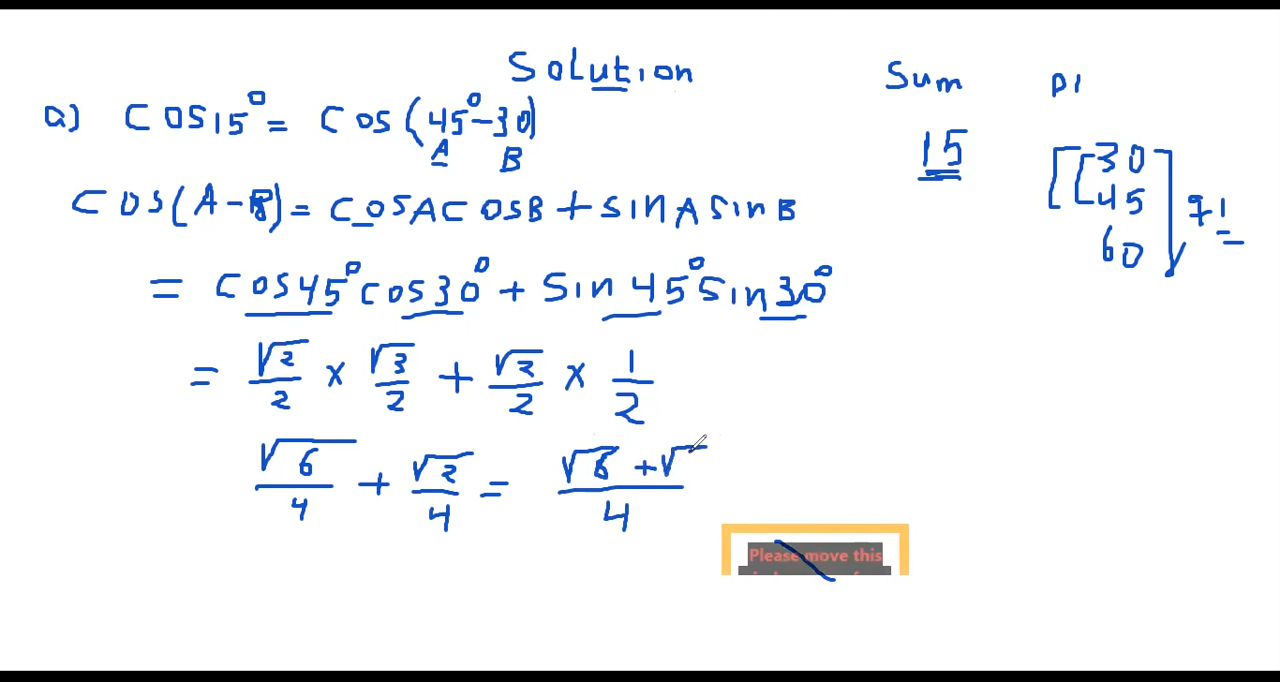 Solution
Sum
a) cos15° = cos(45°-30)
A B
15
30
45
60
cos(A-B) = cosAcosB + sinAsinB
= cos45°cos30° + sin45°sin30°
= √2/2 × √3/2 + √2/2 × 1/2
√6/4 + √2/4 = √6 + √/4
Please move this